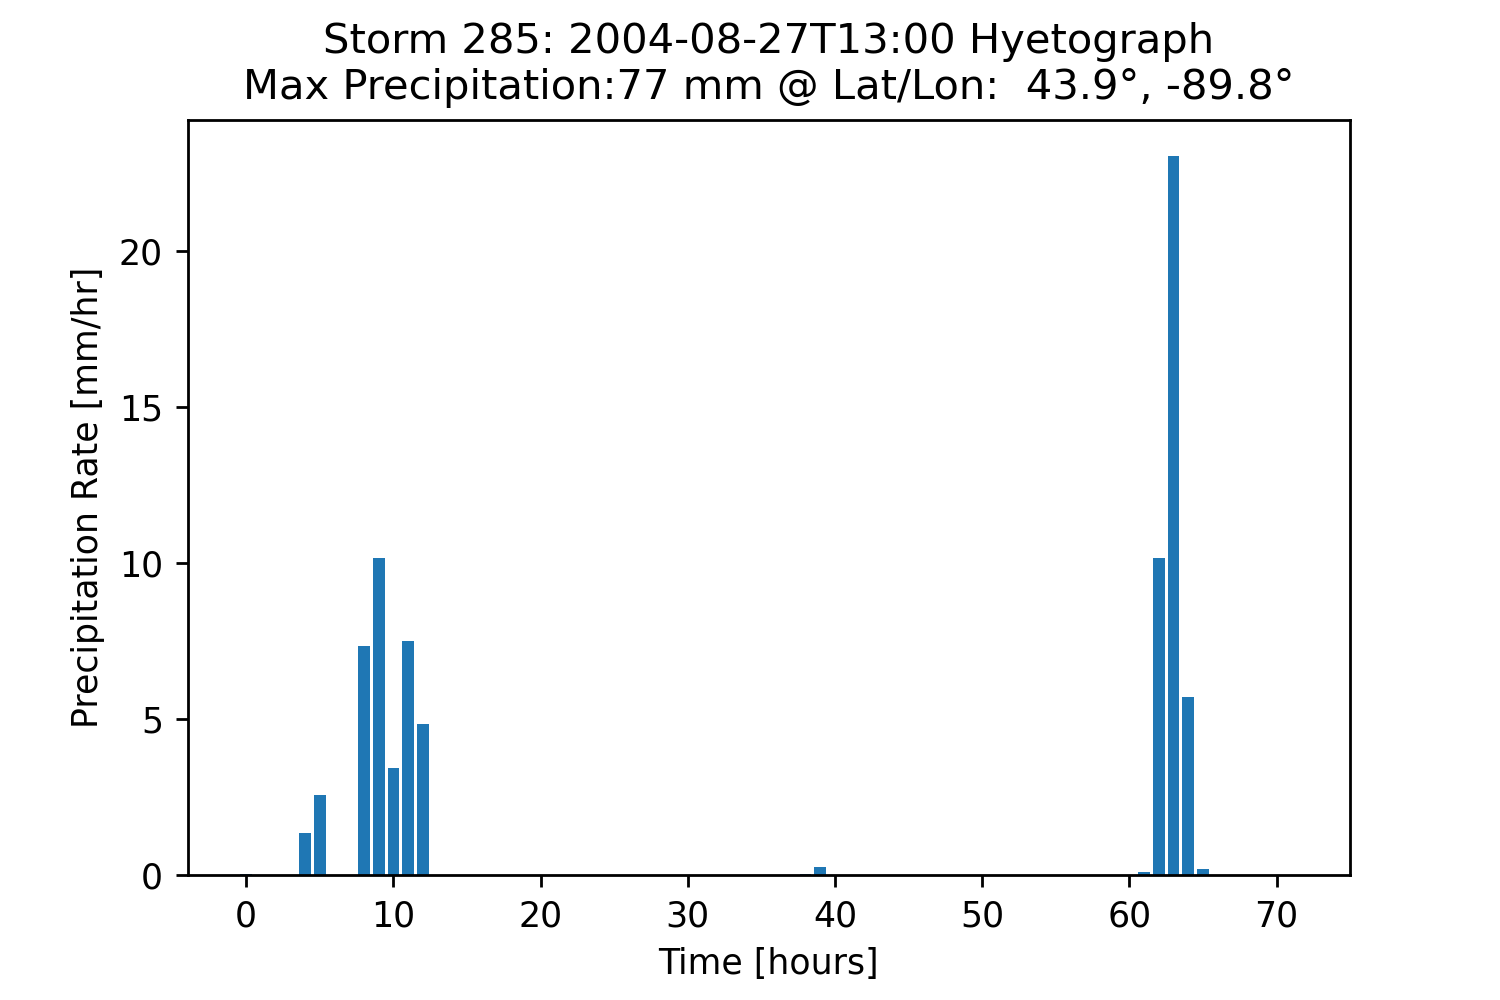 Storm 285: 2004-08-27T13:00 Hyetograph
Max Precipitation:77 mm @ Lat/Lon:  43.9°, -89.8°
Precipitation Rate [mm/hr]
20
15
10
5
0
0 10 20 30 40 50 60 70
Time [hours]